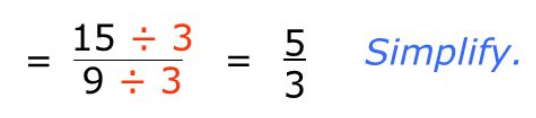 = 15 ÷ 3 / 9 ÷ 3 = 5 / 3 Simplify.